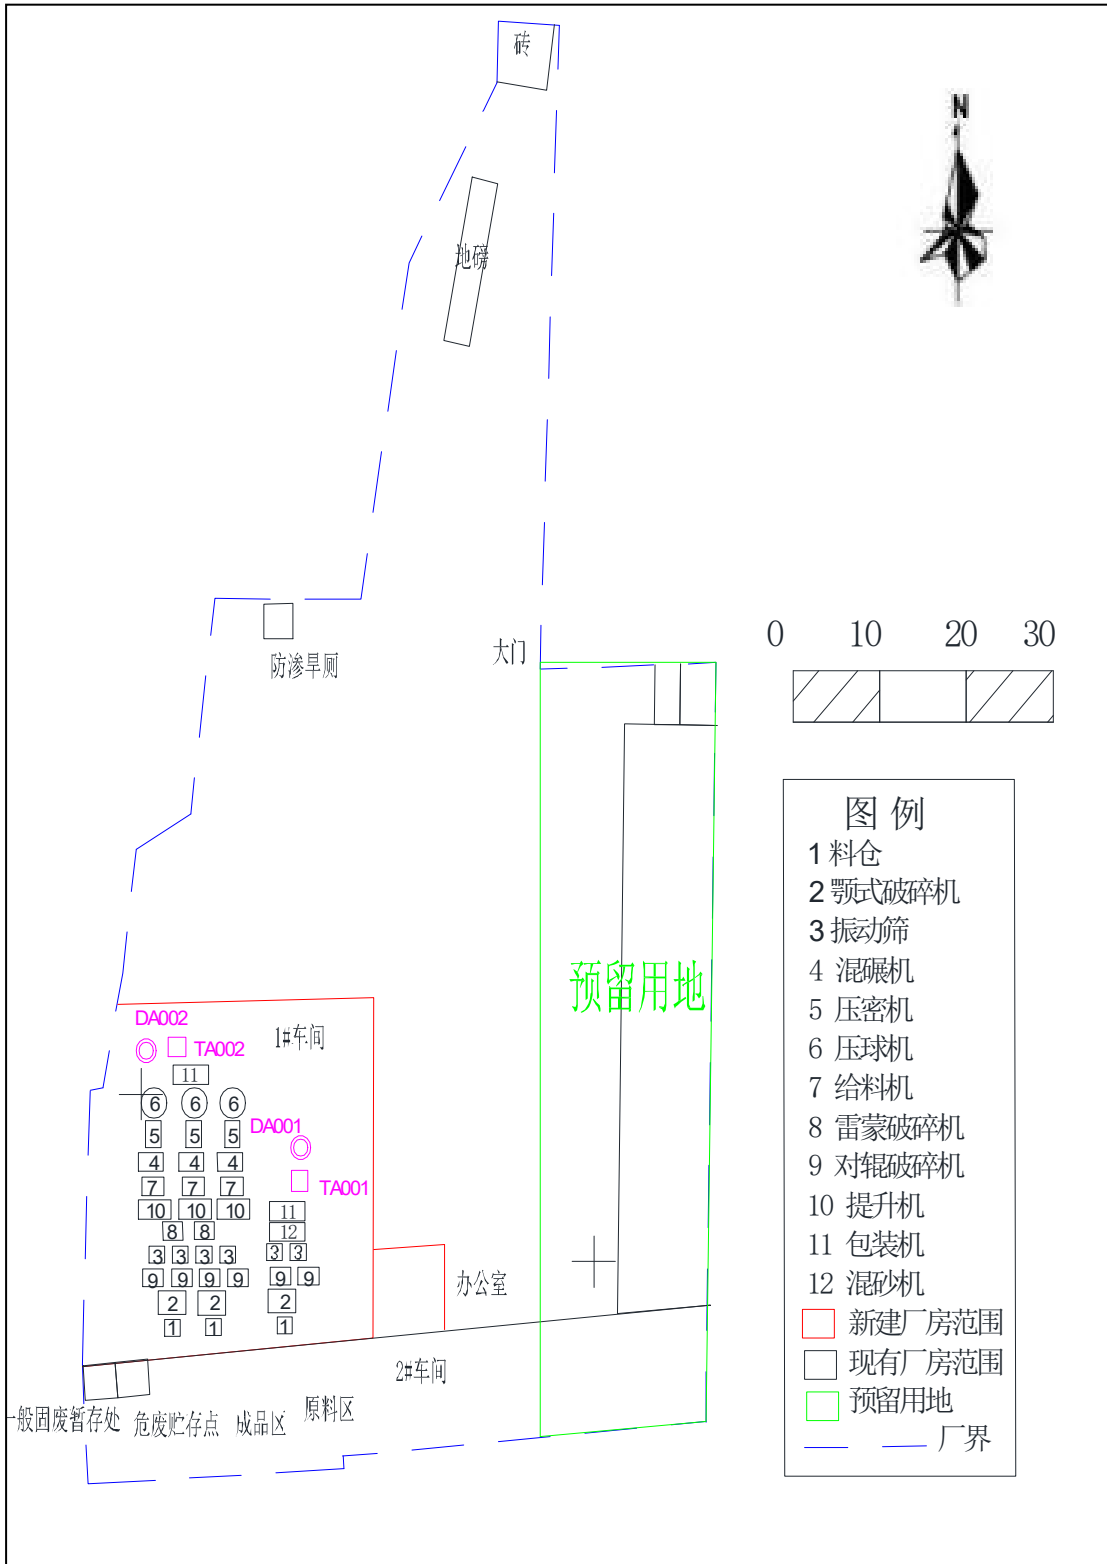 砖
N
地磅
0 10 20 30
大门
防渗旱厕
图 例
1 料仓
2 颚式破碎机
3 振动筛
4 混碾机
5 压密机
6 压球机
7 给料机
8 雷蒙破碎机
9 对辊破碎机
10 提升机
11 包装机
12 混砂机
新建厂房范围
现有厂房范围
预留用地
厂界
预留用地
DA002
1#车间
TA002
11
6 6 6
5 5 5
DA001
4 4 4
7 7 7
TA001
10 10 10
11
8 8
12
3 3 3 3
3 3
9 9 9 9
9 9
2 2
2
1 1
1
办公室
2#车间
一般固废暂存处
危废贮存点
成品区
原料区